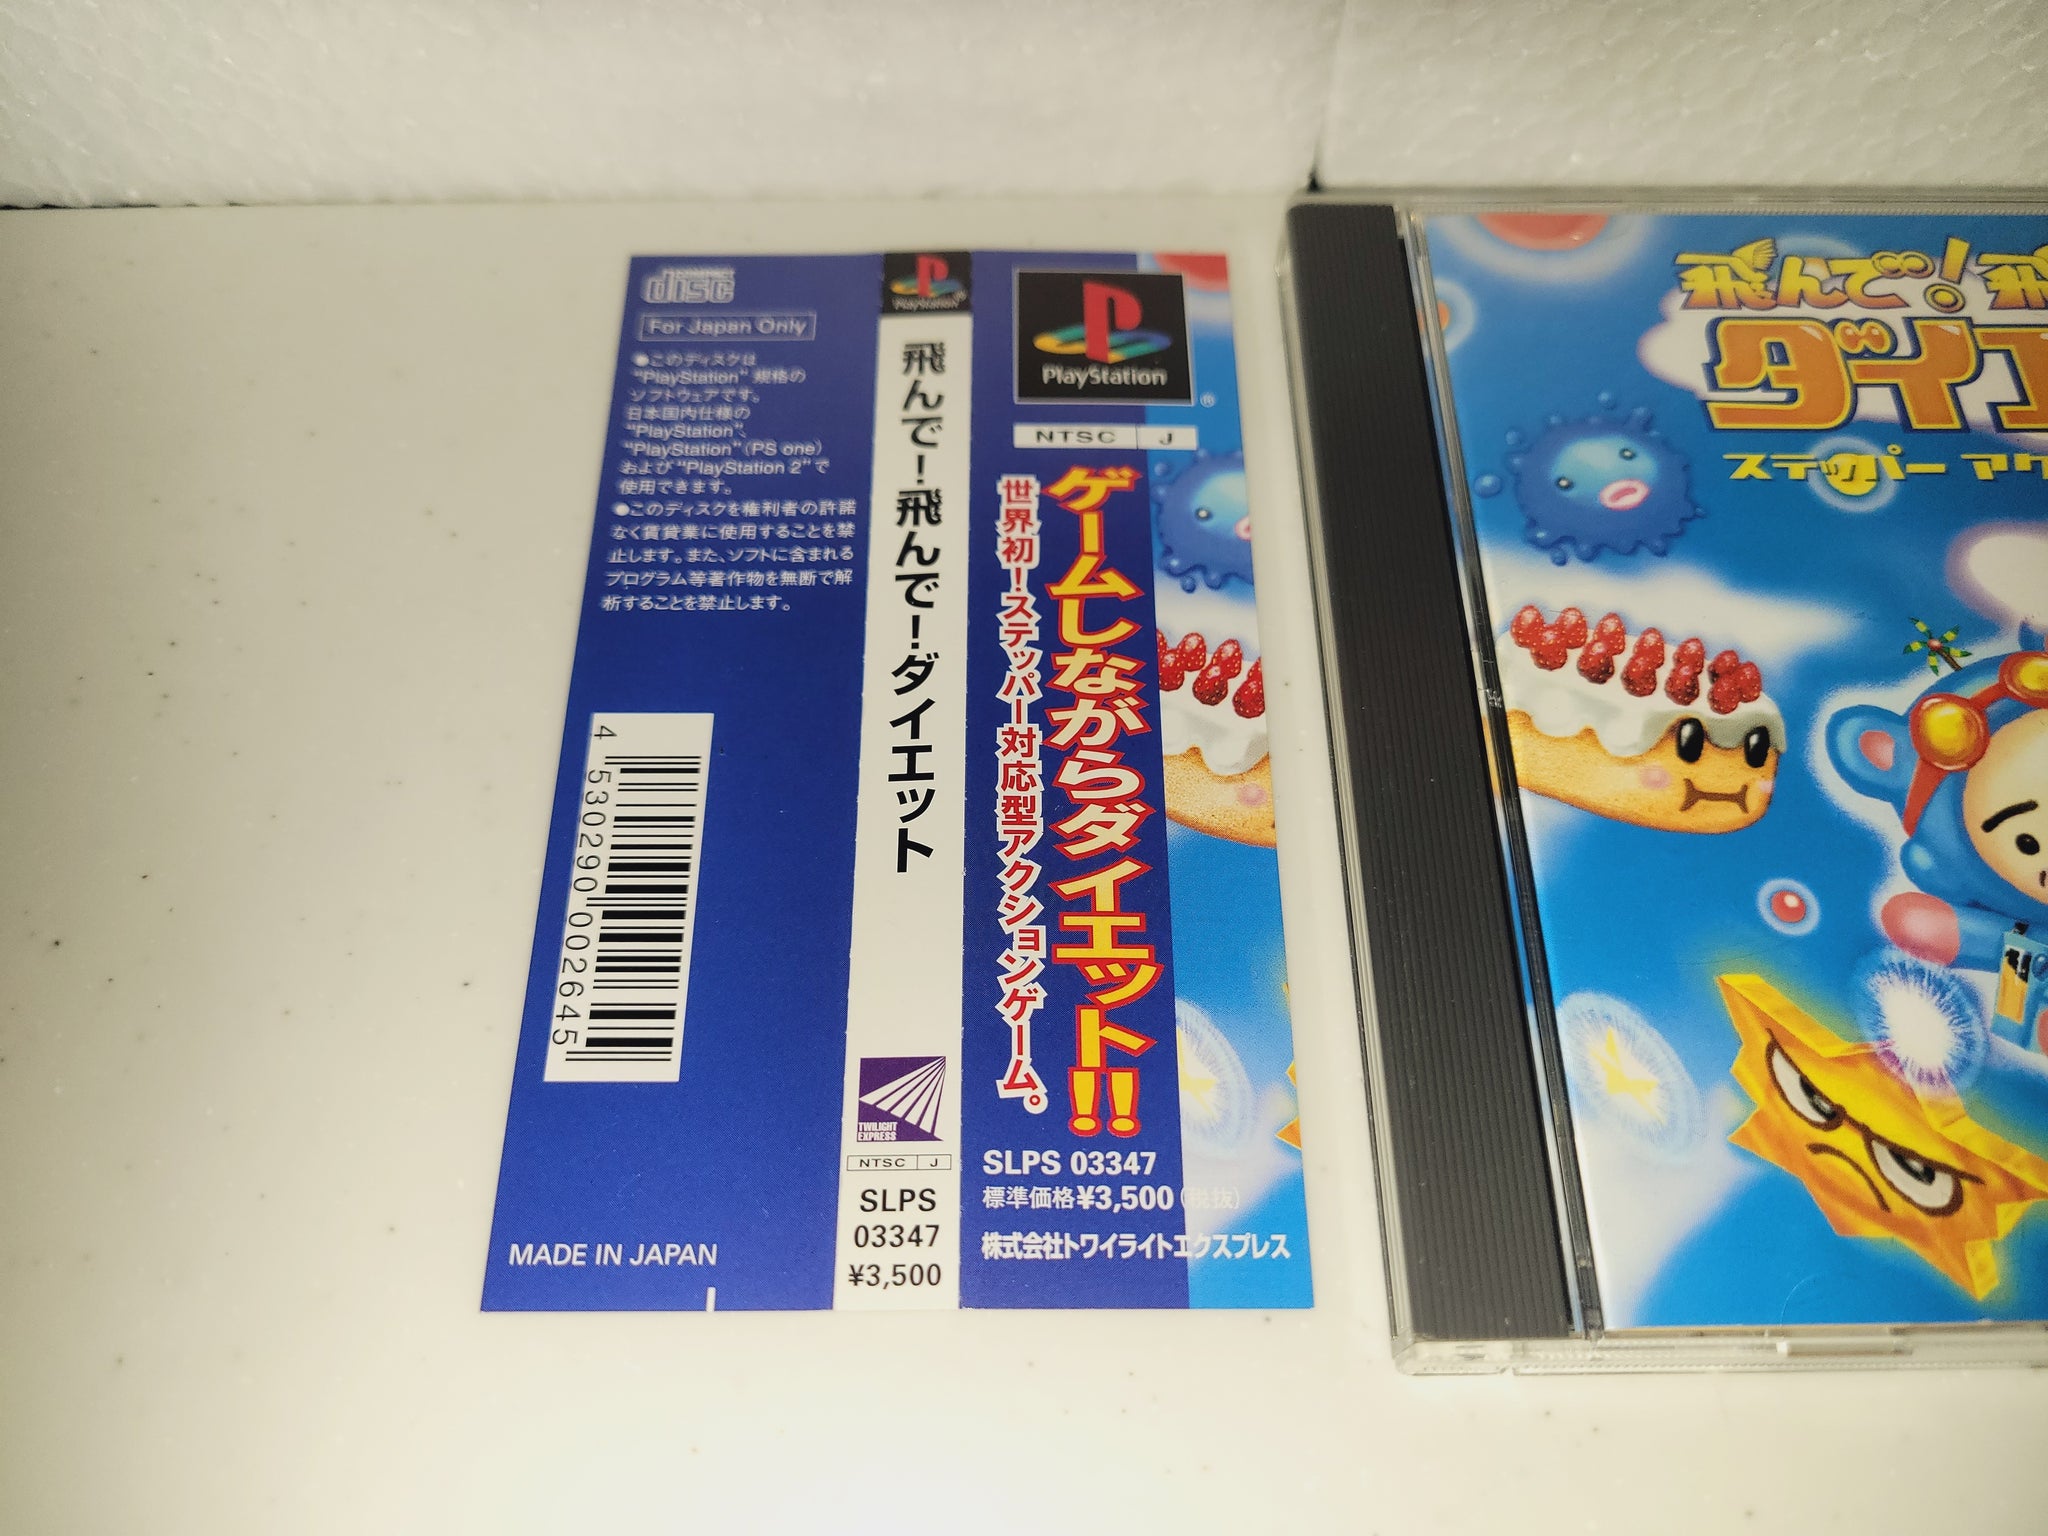 COMPACT
disc
For Japan Only
●このディスクは
"PlayStation" 規格の
ソフトウェアです。
日本国内仕様の
"PlayStation"、
"PlayStation"(PS one)
および"PlayStation 2"で
使用できます。
●このディスクを権利者の許諾
なく賃貸業に使用することを禁
止します。また、ソフトに含まれる
プログラム等著作物を無断で解
析することを禁止します。
4 530290 002645
MADE IN JAPAN
PlayStation
飛んで!飛んで!ダイエット
TWILIGHT
EXPRESS
NTSC J
SLPS
03347
¥3,500
PlayStation
®
NTSC J
ゲームしながらダイエット!!
世界初!ステッパー対応型アクションゲーム。
SLPS 03347
標準価格¥3,500(税抜)
株式会社トワイライトエクスプレス
飛んで!飛
ダイエ
ステッパー アク